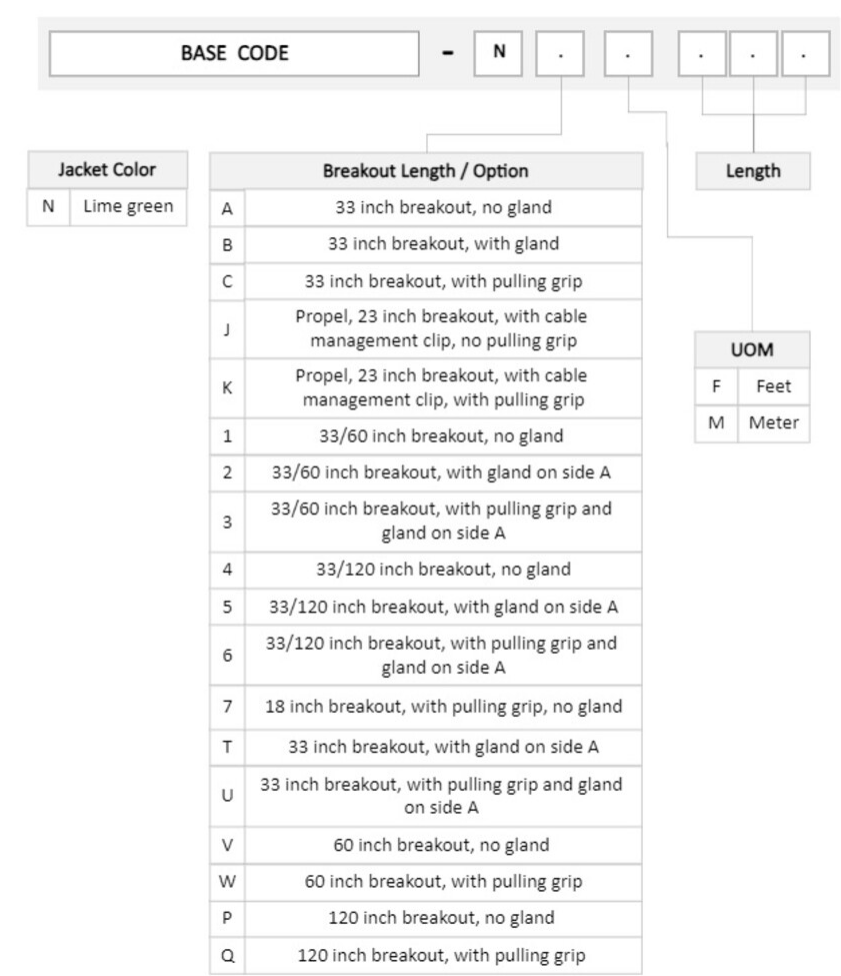 BASE CODE - N . . . . .
Jacket Color
N Lime green
Breakout Length / Option
A 33 inch breakout, no gland
B 33 inch breakout, with gland
C 33 inch breakout, with pulling grip
J Propel, 23 inch breakout, with cable
management clip, no pulling grip
K Propel, 23 inch breakout, with cable
management clip, with pulling grip
1 33/60 inch breakout, no gland
2 33/60 inch breakout, with gland on side A
3 33/60 inch breakout, with pulling grip and
gland on side A
4 33/120 inch breakout, no gland
5 33/120 inch breakout, with gland on side A
6 33/120 inch breakout, with pulling grip and
gland on side A
7 18 inch breakout, with pulling grip, no gland
T 33 inch breakout, with gland on side A
U 33 inch breakout, with pulling grip and gland
on side A
V 60 inch breakout, no gland
W 60 inch breakout, with pulling grip
P 120 inch breakout, no gland
Q 120 inch breakout, with pulling grip
Length
UOM
F Feet
M Meter